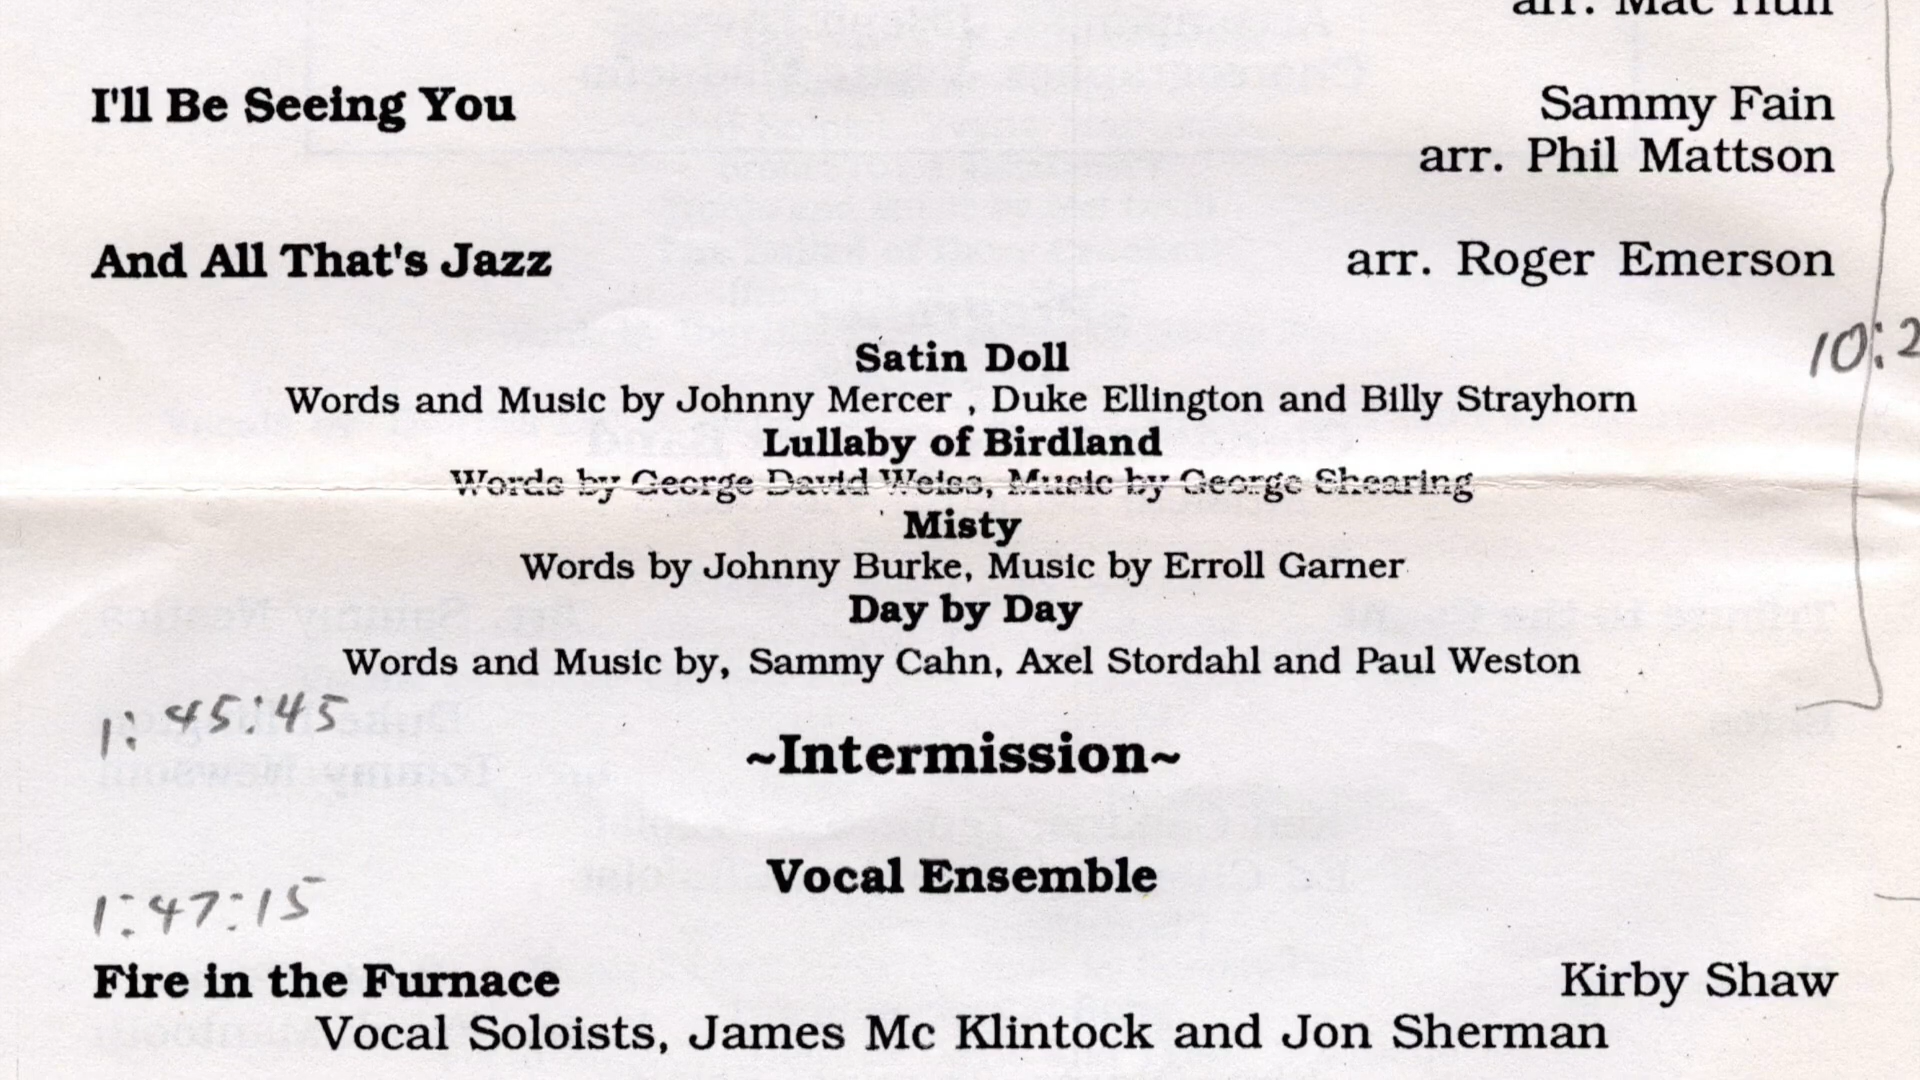 arr. Mac Huff
I'll Be Seeing You Sammy Fain
arr. Phil Mattson
And All That's Jazz arr. Roger Emerson
Satin Doll
10:2
Words and Music by Johnny Mercer , Duke Ellington and Billy Strayhorn
Lullaby of Birdland
Words by George David Weiss, Music by George Shearing
Misty
Words by Johnny Burke, Music by Erroll Garner
Day by Day
Words and Music by, Sammy Cahn, Axel Stordahl and Paul Weston
1:45:45
~Intermission~
Vocal Ensemble
1:47:15
Fire in the Furnace Kirby Shaw
Vocal Soloists, James Mc Klintock and Jon Sherman